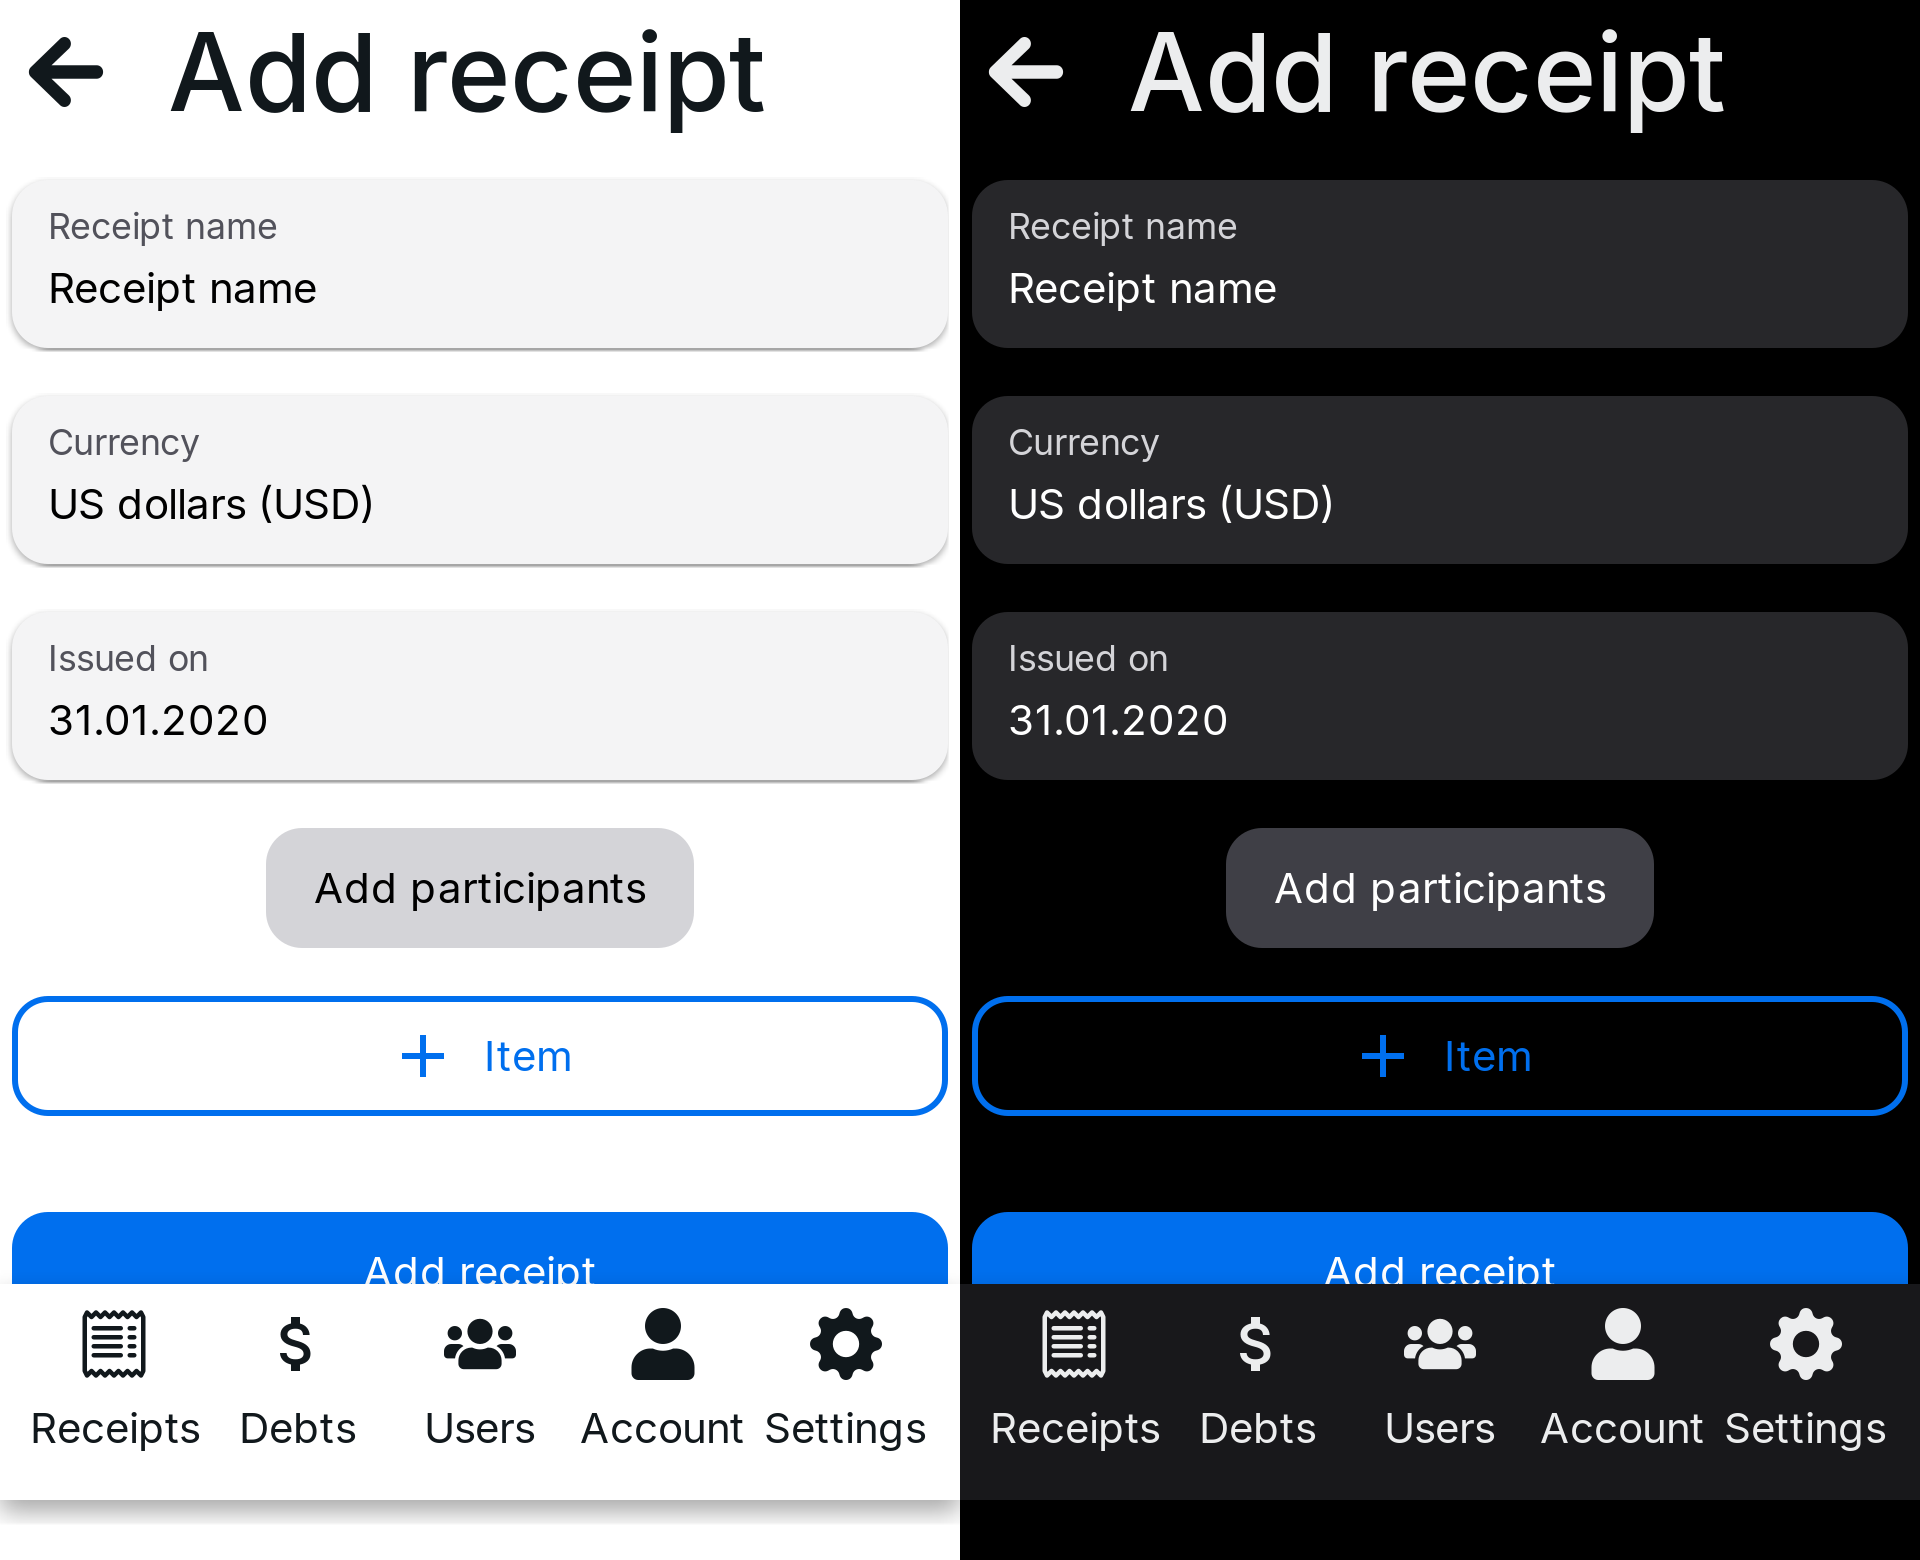 Add receipt
Receipt name
Receipt name
Currency
US dollars (USD)
Issued on
31.01.2020
Add participants
+ Item
Add receipt
Receipts
Debts
Users
Account
Settings
Add receipt
Receipt name
Receipt name
Currency
US dollars (USD)
Issued on
31.01.2020
Add participants
+ Item
Add receipt
Receipts
Debts
Users
Account
Settings